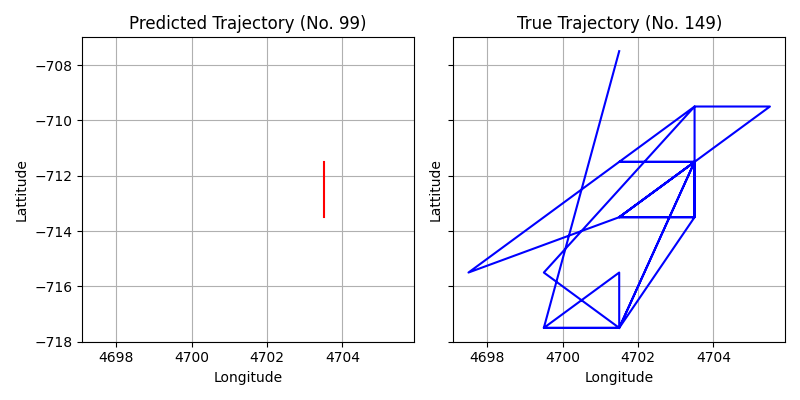 Predicted Trajectory (No. 99)
−708
−710
−712
−714
−716
−718
Lattitude
4698 4700 4702 4704
Longitude
True Trajectory (No. 149)
Lattitude
4698 4700 4702 4704
Longitude